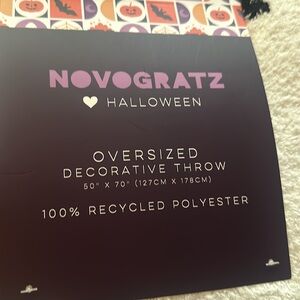 NOVOGRATZ
HALLOWEEN
OVERSIZED
DECORATIVE THROW
50" X 70" (127CM X 178CM)
100% RECYCLED POLYESTER